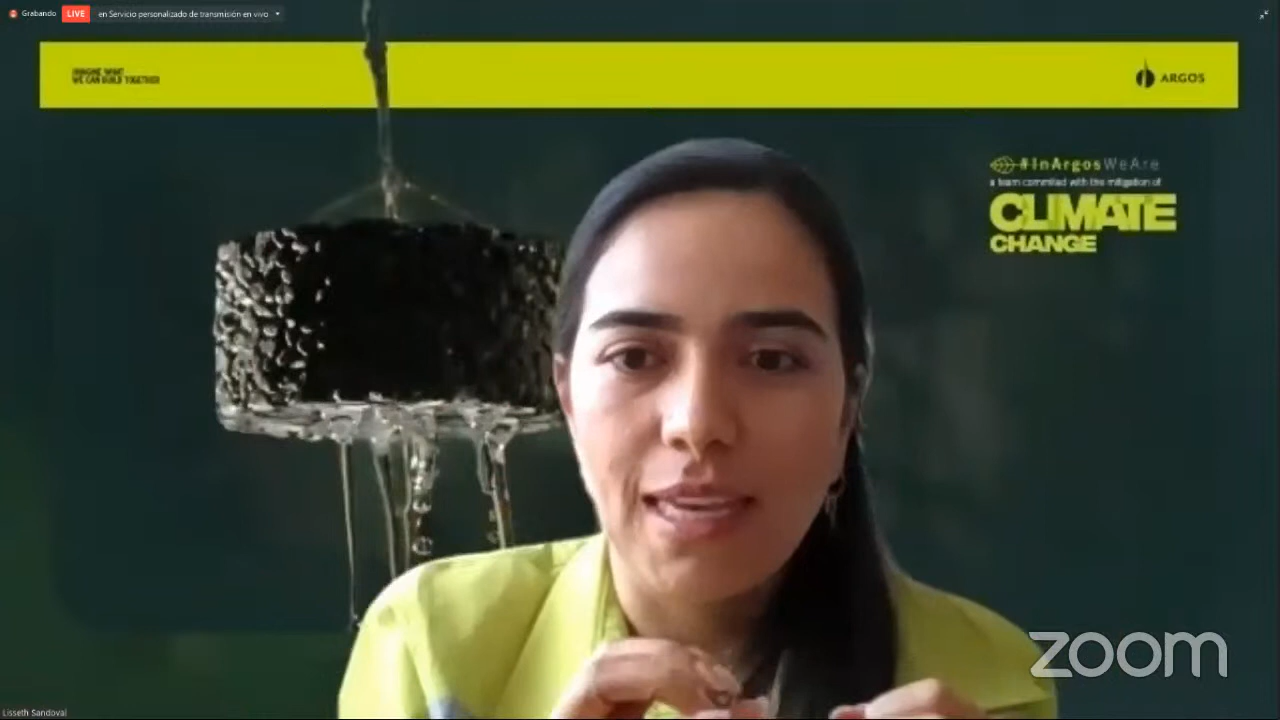 Grabando
LIVE
en Servicio personalizado de transmisión en vivo
IMAGINE WHAT
WE CAN BUILD TOGETHER
ARGOS
#InArgosWeAre
a team commited with the mitigation of
CLIMATE
CHANGE
zoom
Lisseth Sandoval